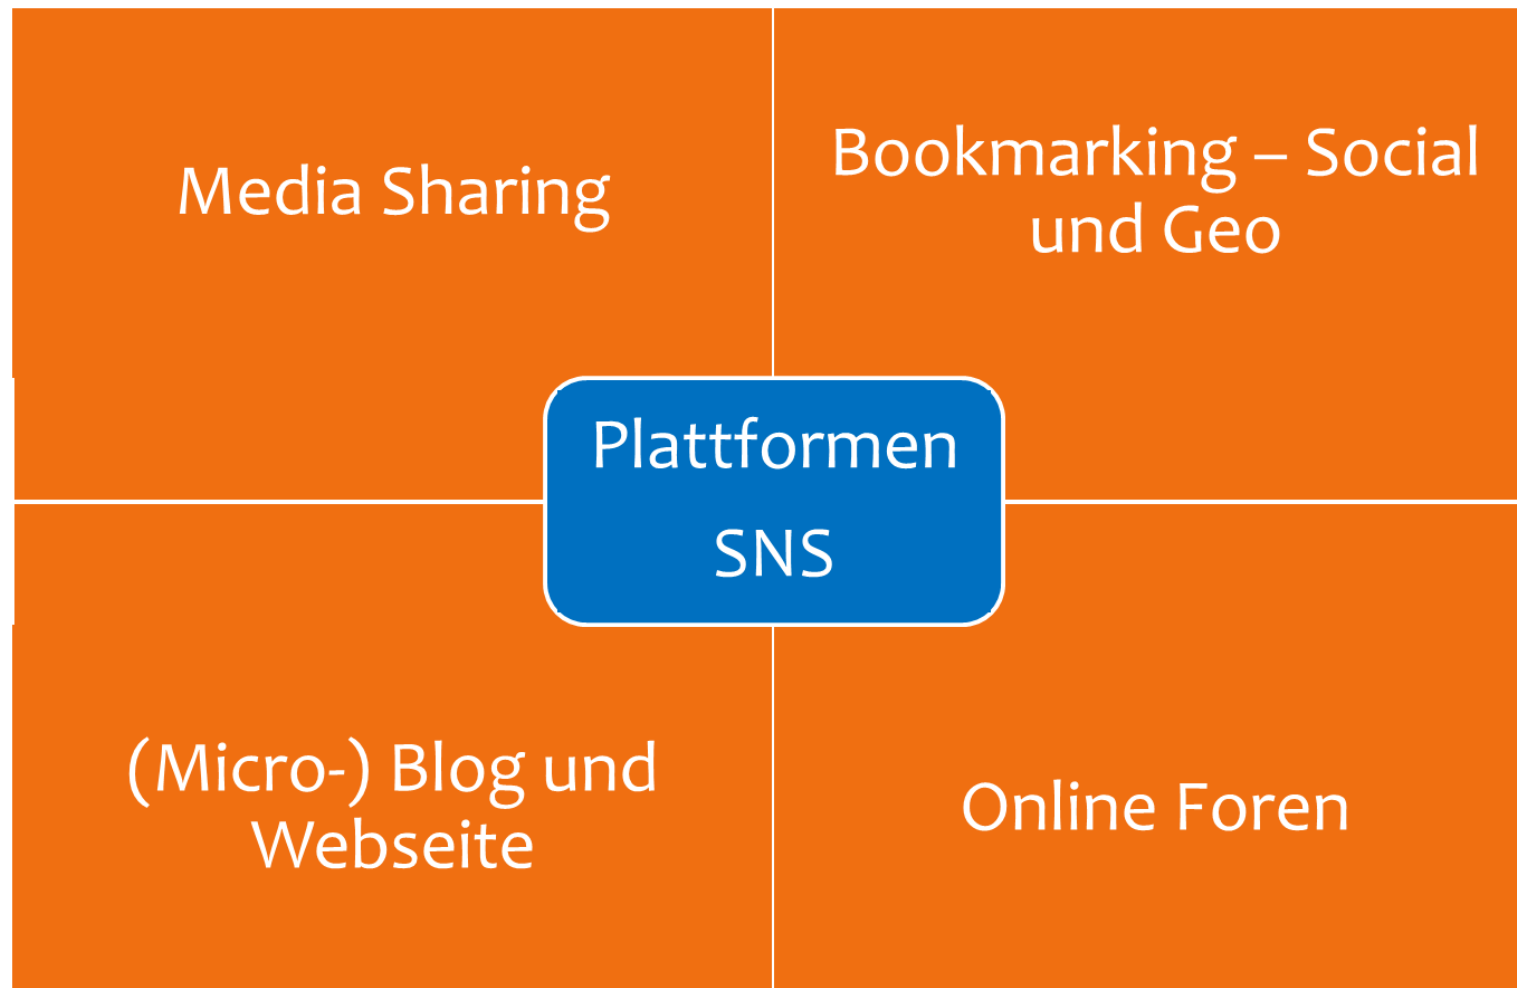 Media Sharing
Bookmarking – Social
und Geo
Plattformen
SNS
(Micro-) Blog und
Webseite
Online Foren